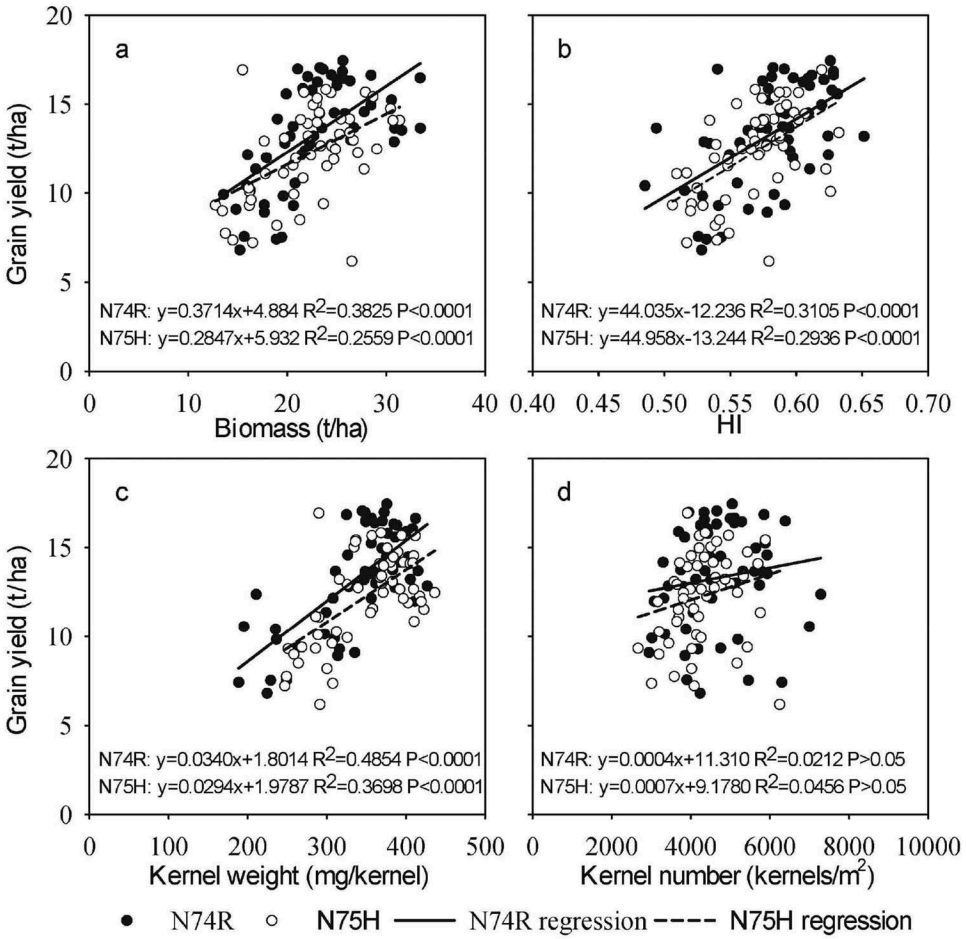 20
15
10
5
0
Grain yield (t/ha)
a
N74R: y=0.3714x+4.884 R²=0.3825 P<0.0001
N75H: y=0.2847x+5.932 R²=0.2559 P<0.0001
0 10 20 30 40
Biomass (t/ha)
b
N74R: y=44.035x-12.236 R²=0.3105 P<0.0001
N75H: y=44.958x-13.244 R²=0.2936 P<0.0001
0.40 0.45 0.50 0.55 0.60 0.65 0.70
HI
20
15
10
5
0
Grain yield (t/ha)
c
N74R: y=0.0340x+1.8014 R²=0.4854 P<0.0001
N75H: y=0.0294x+1.9787 R²=0.3698 P<0.0001
0 100 200 300 400 500
Kernel weight (mg/kernel)
d
N74R: y=0.0004x+11.310 R²=0.0212 P>0.05
N75H: y=0.0007x+9.1780 R²=0.0456 P>0.05
0 2000 4000 6000 8000 10000
Kernel number (kernels/m²)
N74R N75H N74R regression N75H regression